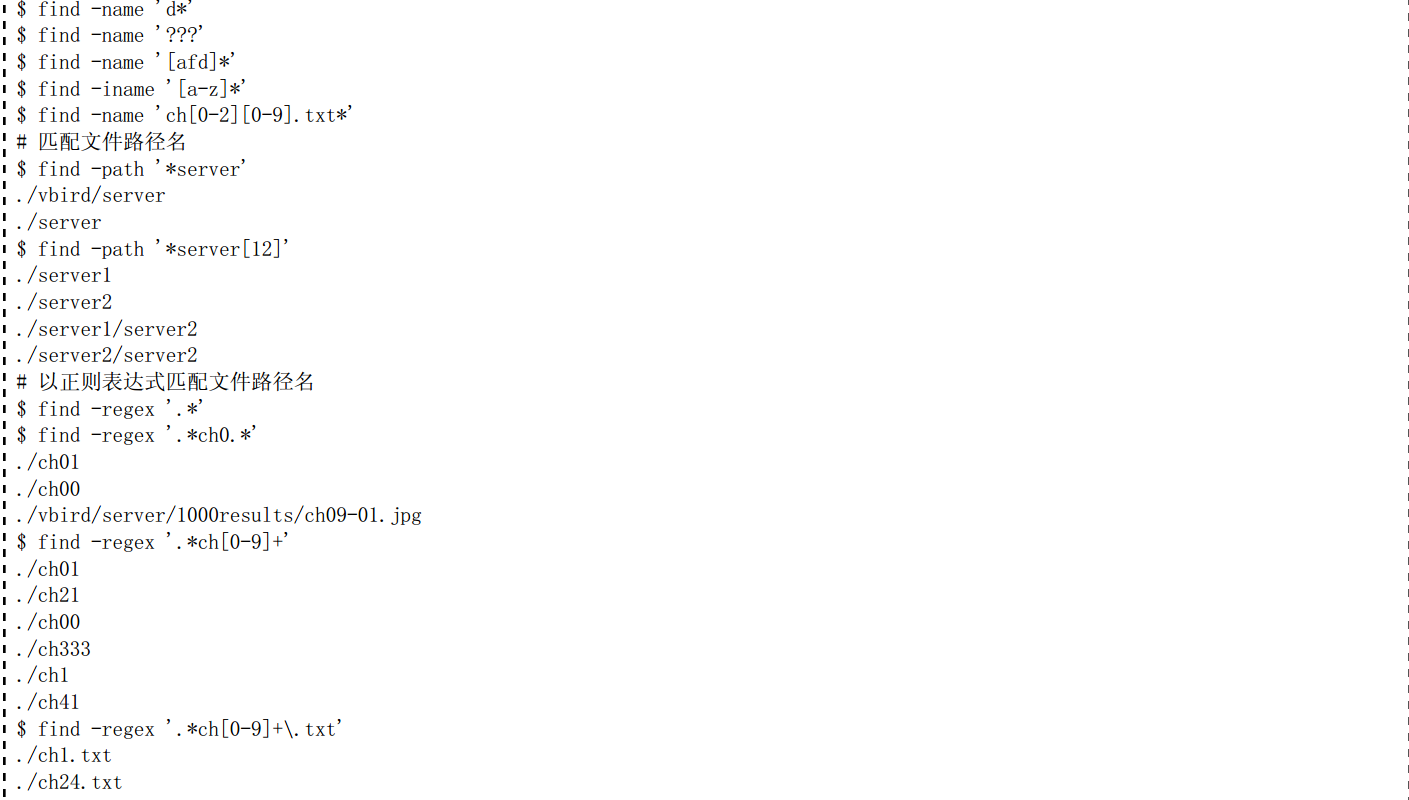 $ find -name 'd*'
$ find -name '???'
$ find -name '[afd]*'
$ find -iname '[a-z]*'
$ find -name 'ch[0-2][0-9].txt*'
# 匹配文件路径名
$ find -path '*server'
./vbird/server
./server
$ find -path '*server[12]'
./server1
./server2
./server1/server2
./server2/server2
# 以正则表达式匹配文件路径名
$ find -regex '.*'
$ find -regex '.*ch0.*'
./ch01
./ch00
./vbird/server/1000results/ch09-01.jpg
$ find -regex '.*ch[0-9]+'
./ch01
./ch21
./ch00
./ch333
./ch1
./ch41
$ find -regex '.*ch[0-9]+\.txt'
./ch1.txt
./ch24.txt